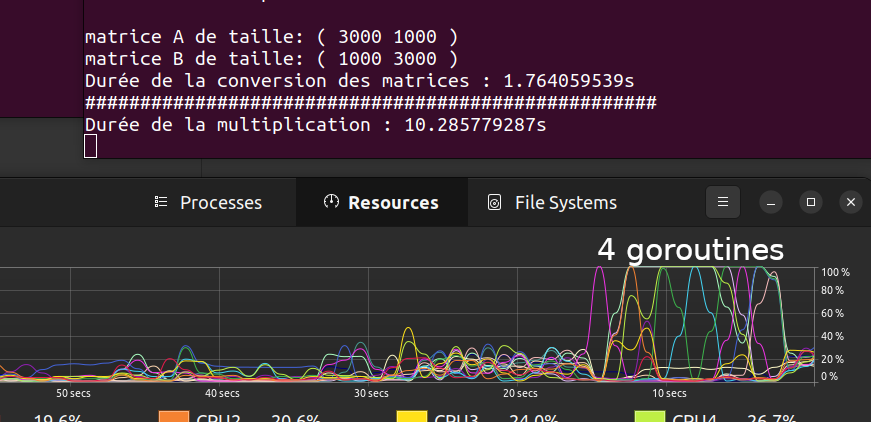 matrice A de taille: ( 3000 1000 )
matrice B de taille: ( 1000 3000 )
Durée de la conversion des matrices : 1.764059539s
####################################################
Durée de la multiplication : 10.285779287s
Processes Resources File Systems
4 goroutines
100 %
80 %
60 %
40 %
20 %
0 %
50 secs 40 secs 30 secs 20 secs 10 secs
19.6% CPU2 20.6% CPU3 24.0% CPU4 26.7%